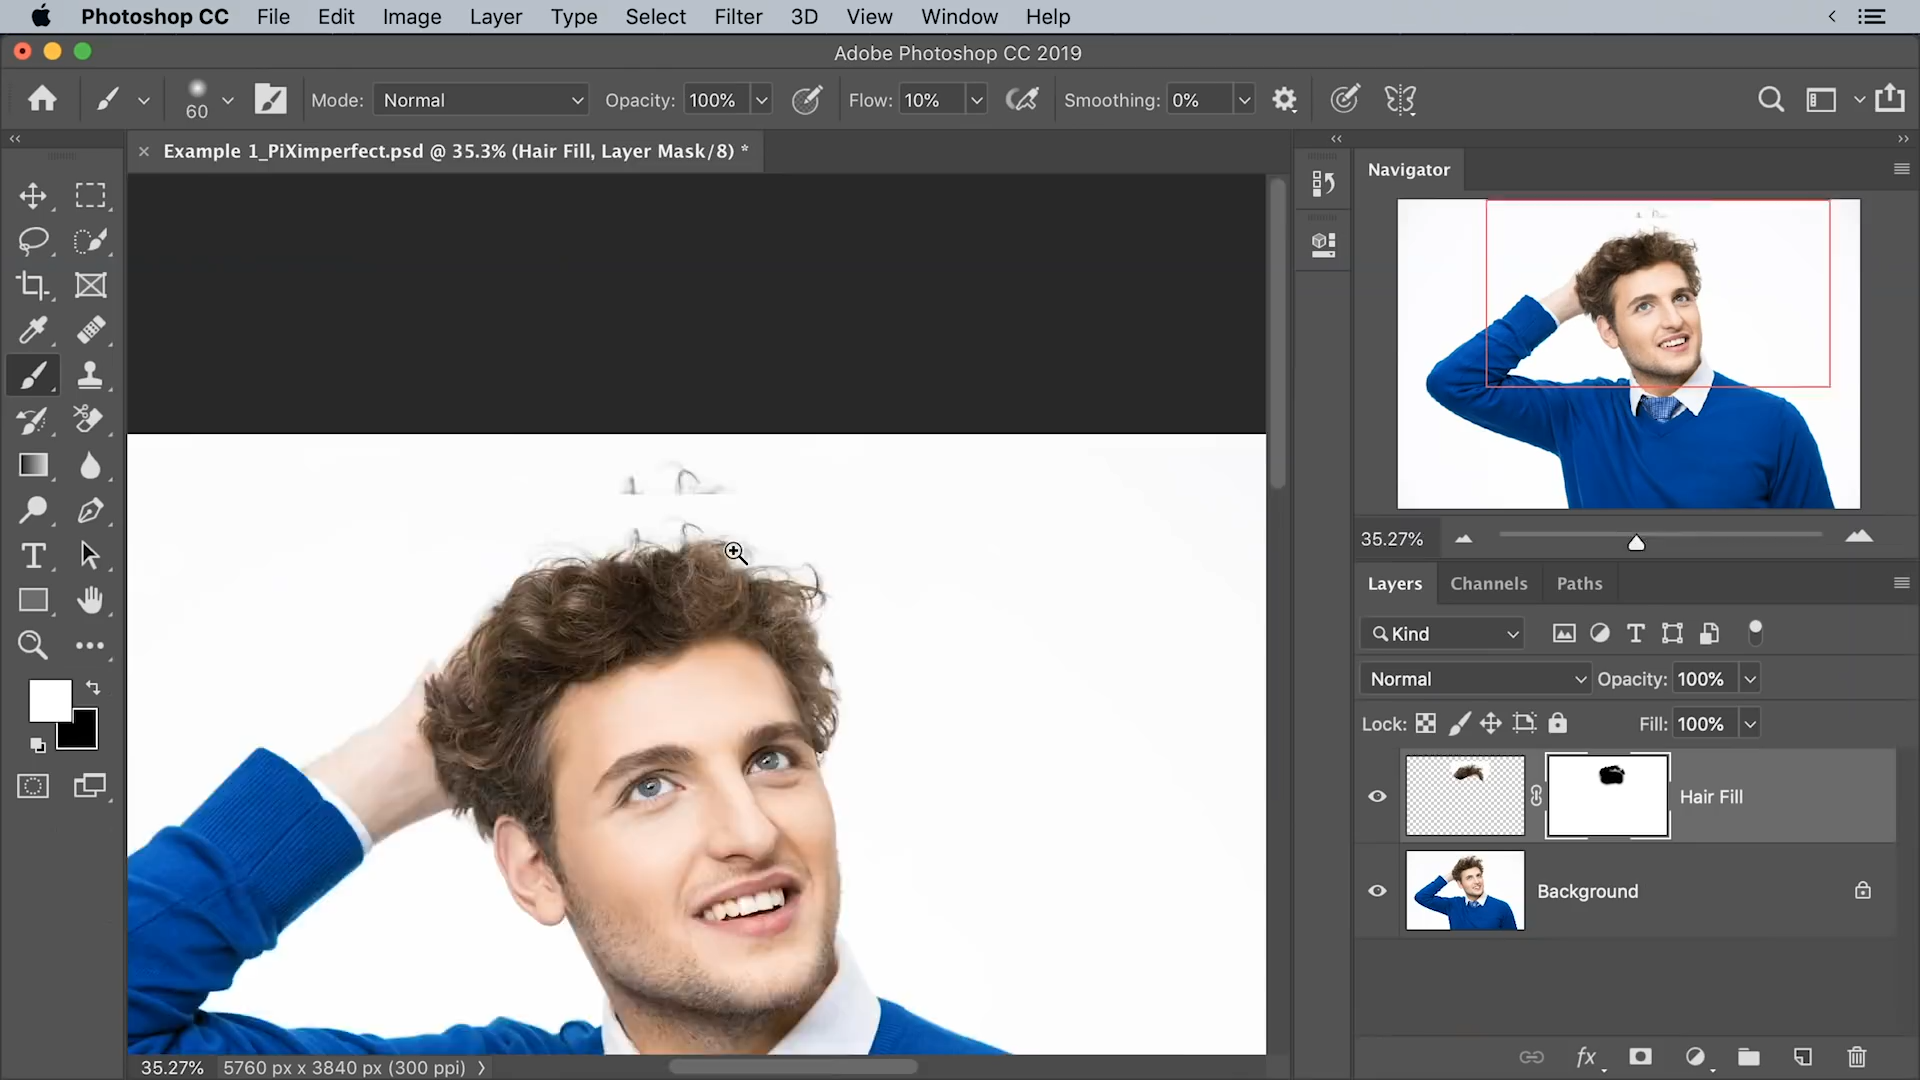 Photoshop CC File Edit Image Layer Type Select Filter 3D View Window Help
Adobe Photoshop CC 2019
60 Mode: Normal Opacity: 100% Flow: 10% Smoothing: 0%
Example 1_PiXimperfect.psd @ 35.3% (Hair Fill, Layer Mask/8) *
Navigator
35.27%
Layers Channels Paths
Kind
Normal Opacity: 100%
Lock: Fill: 100%
Hair Fill
Background
fx
35.27% 5760 px x 3840 px (300 ppi)